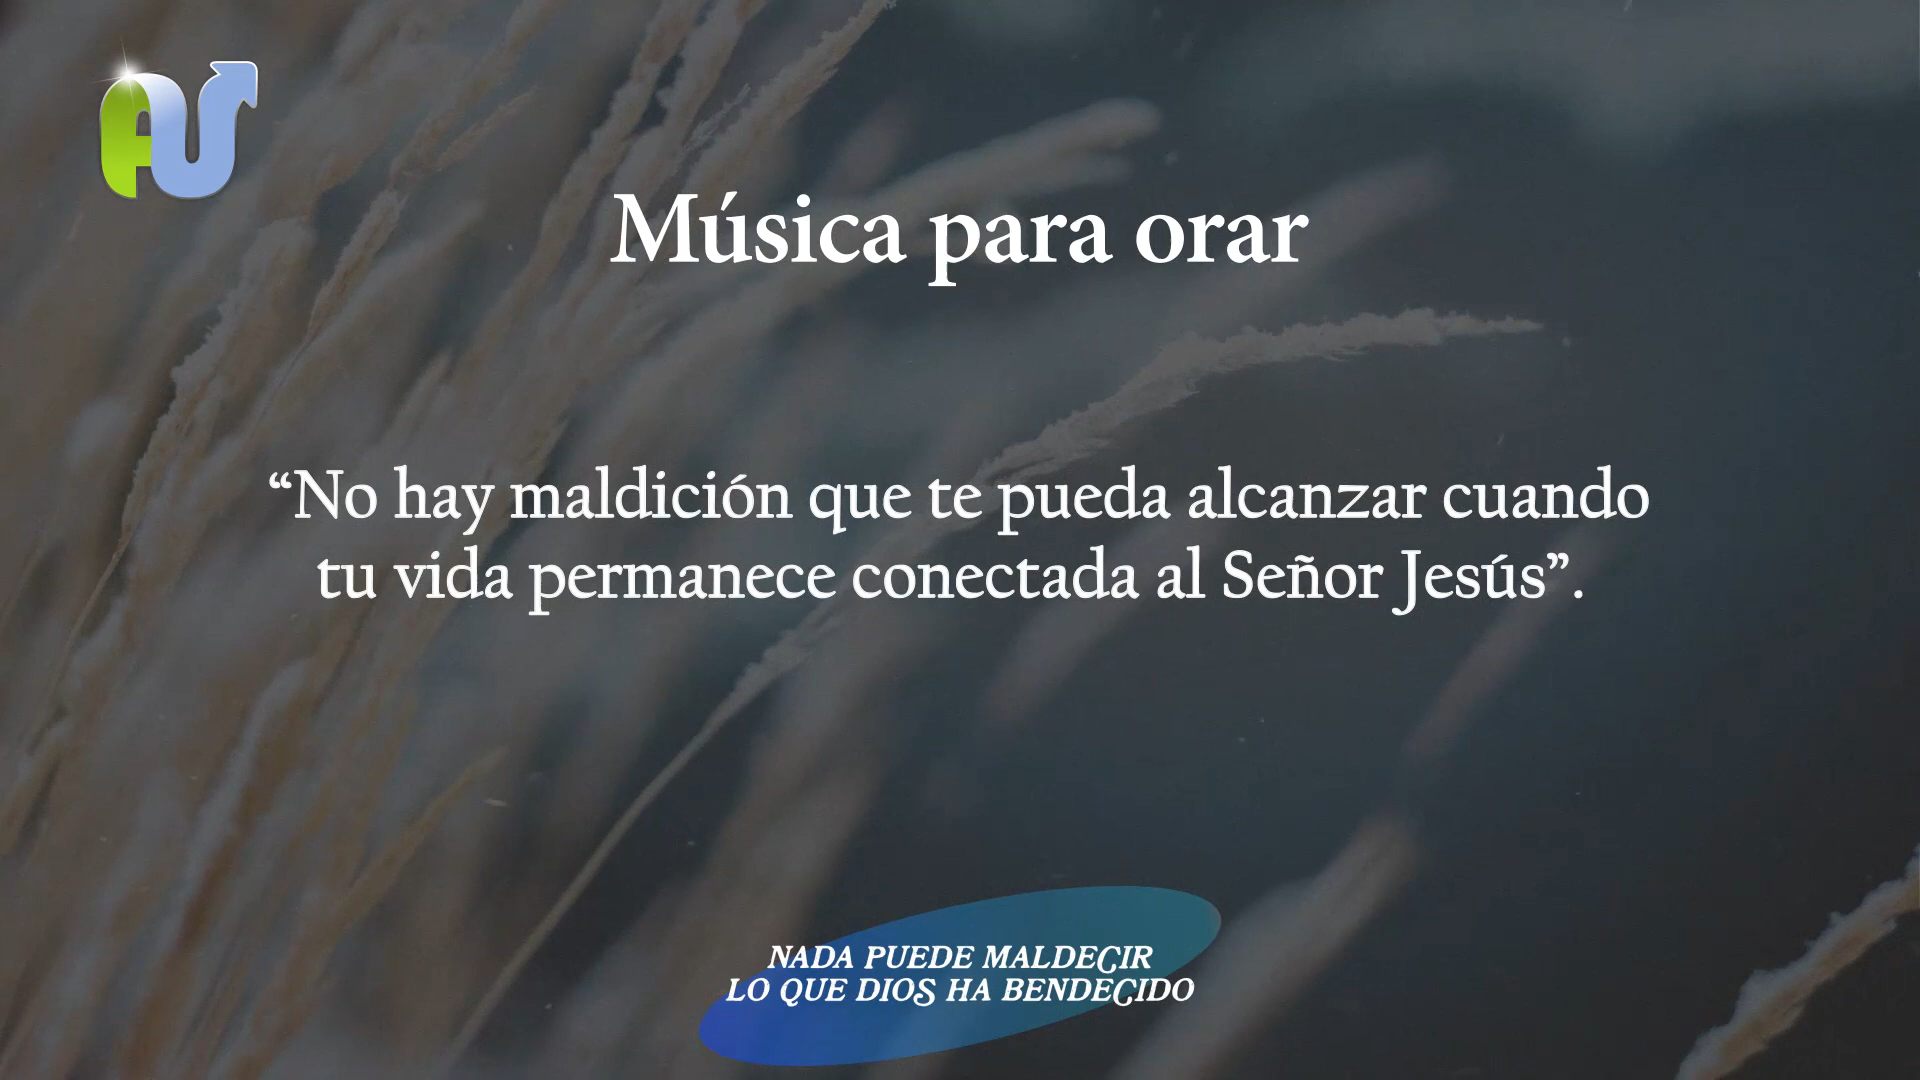 AU
Música para orar
“No hay maldición que te pueda alcanzar cuando
tu vida permanece conectada al Señor Jesús”.
NADA PUEDE MALDECIR
LO QUE DIOS HA BENDECIDO